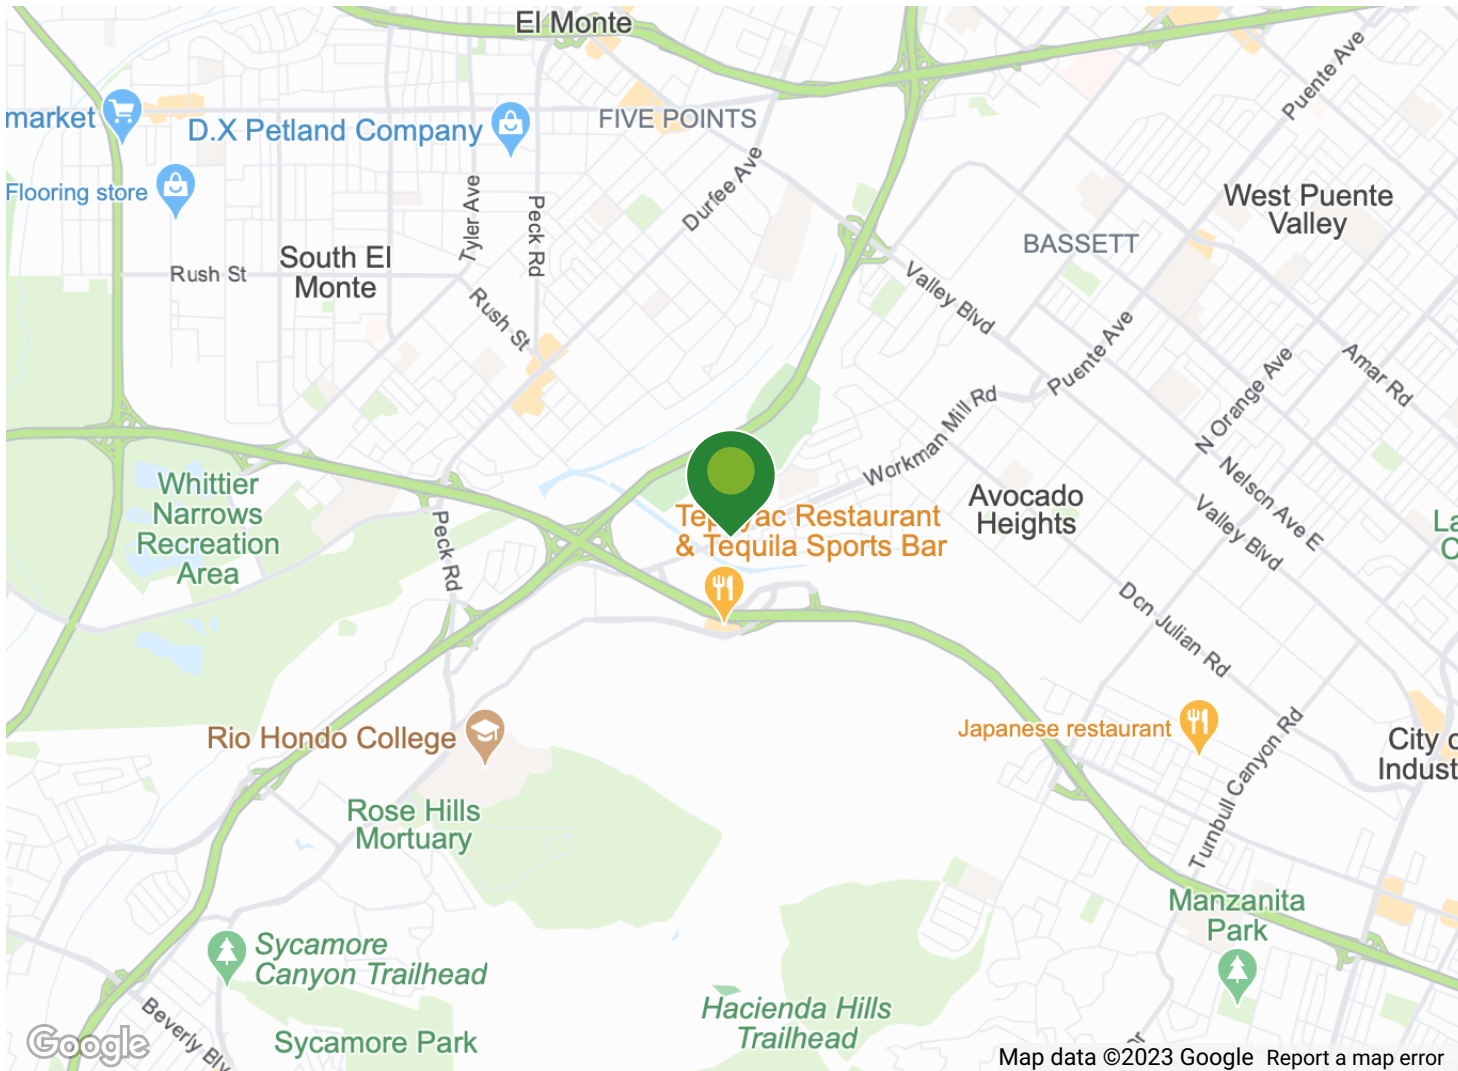 El Monte
market
D.X Petland Company
FIVE POINTS
Puente Ave
Flooring store
Durfee Ave
Tyler Ave
Peck Rd
West Puente
Valley
BASSETT
South El
Monte
Rush St
Rush St
Valley Blvd
Puente Ave
Amar Rd
N Orange Ave
Workman Mill Rd
Nelson Ave E
Valley Blvd
Whittier
Narrows
Recreation
Area
Peck Rd
Avocado
Heights
Restaurant
& Tequila Sports Bar
Don Julian Rd
Rio Hondo College
Japanese restaurant
Turnbull Canyon Rd
City
Rose Hills
Mortuary
Manzanita
Park
Sycamore
Canyon Trailhead
Hacienda Hills
Trailhead
Beverly
Sycamore Park
Google
Map data ©2023 Google
Report a map error